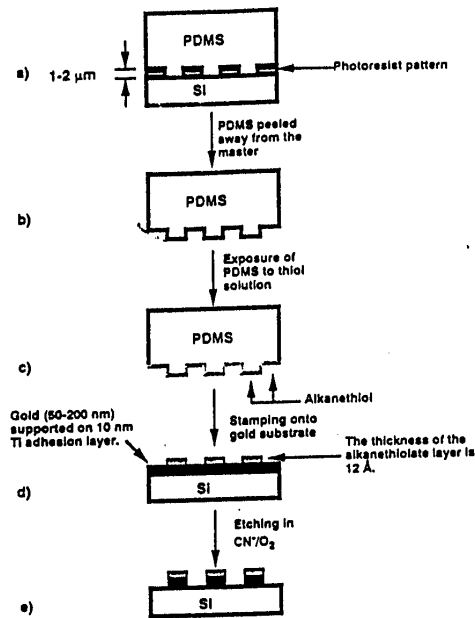 PDMS
a)
1-2 μm
Photoresist pattern
Si
PDMS peeled
away from the
master
PDMS
b)
Exposure of
PDMS to thiol
solution
PDMS
c)
Alkanethiol
Gold (50-200 nm)
supported on 10 nm
Ti adhesion layer.
Stamping onto
gold substrate
The thickness of the
alkanethiolate layer is
12 Å.
d)
Si
Etching in
CN⁻/O₂
e)
Si